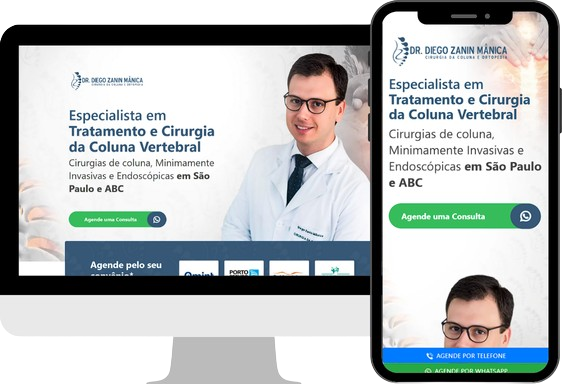 DR. DIEGO ZANIN MÂNICA
CIRURGIA DA COLUNA E ORTOPEDIA
Especialista em
Tratamento e Cirurgia
da Coluna Vertebral
Cirurgias de coluna, Minimamente
Invasivas e Endoscópicas em São
Paulo e ABC
Agende uma Consulta
Agende pelo seu
convênio*
Omint
PORTO
DR. DIEGO ZANIN MÂNICA
CIRURGIA DA COLUNA E ORTOPEDIA
Especialista em
Tratamento e Cirurgia
da Coluna Vertebral
Cirurgias de coluna,
Minimamente Invasivas e
Endoscópicas em São Paulo
e ABC
Agende uma Consulta
AGENDE POR TELEFONE
AGENDE POR WHATSAPP